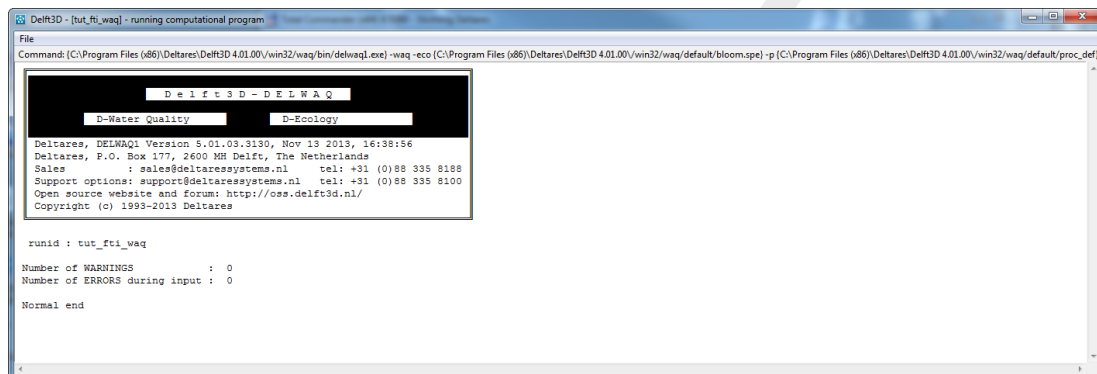 Delft3D - [tut_fti_waq] - running computational program
File
Command: {C:\Program Files (x86)\Deltares\Delft3D 4.01.00\/win32/waq/bin/delwaq1.exe} -waq -eco {C:\Program Files (x86)\Deltares\Delft3D 4.01.00\/win32/waq/default/bloom.spe} -p {C:\Program Files (x86)\Deltares\Delft3D 4.01.00\/win32/waq/default/proc_def}
D e l f t 3 D - D E L W A Q
D-Water Quality D-Ecology
Deltares, DELWAQ1 Version 5.01.03.3130, Nov 13 2013, 16:38:56
Deltares, P.O. Box 177, 2600 MH Delft, The Netherlands
Sales : sales@deltaressystems.nl tel: +31 (0)88 335 8188
Support options: support@deltaressystems.nl tel: +31 (0)88 335 8100
Open source website and forum: http://oss.delft3d.nl/
Copyright (c) 1993-2013 Deltares
runid : tut_fti_waq
Number of WARNINGS : 0
Number of ERRORS during input : 0
Normal end